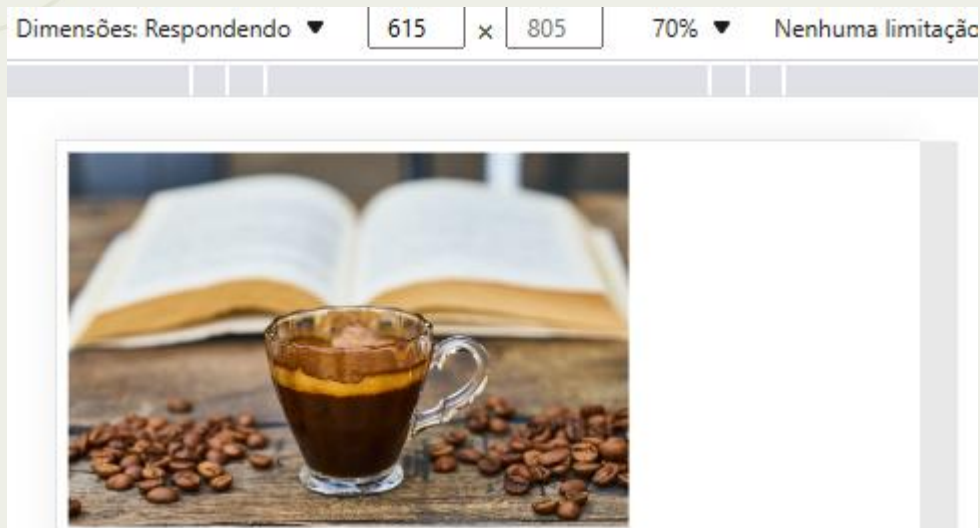 Dimensões: Respondendo ▼ 615 × 805 70% ▼ Nenhuma limitação